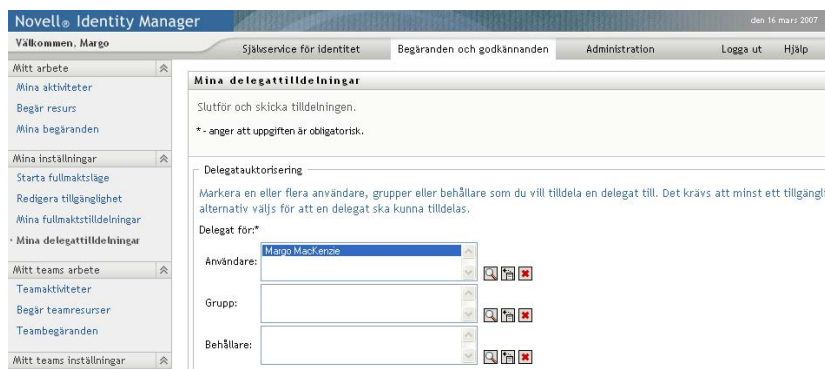 Novell® Identity Manager
den 16 mars 2007
Välkommen, Margo
Självservice för identitet
Begäranden och godkännanden
Administration
Logga ut
Hjälp
Mitt arbete
Mina aktiviteter
Begär resurs
Mina begäranden
Mina inställningar
Starta fullmaktsläge
Redigera tillgänglighet
Mina fullmaktstilldelningar
Mina delegattilldelningar
Mitt teams arbete
Teamaktiviteter
Begär teamresurser
Teambegäranden
Mitt teams inställningar
Mina delegattilldelningar
Slutför och skicka tilldelningen.
* - anger att uppgiften är obligatorisk.
Delegatauktorisering
Markera en eller flera användare, grupper eller behållare som du vill tilldela en delegat till. Det krävs att minst ett tillgängli
alternativ väljs för att en delegat ska kunna tilldelas.
Delegat för:*
Användare:
Margo MacKenzie
Grupp:
Behållare: